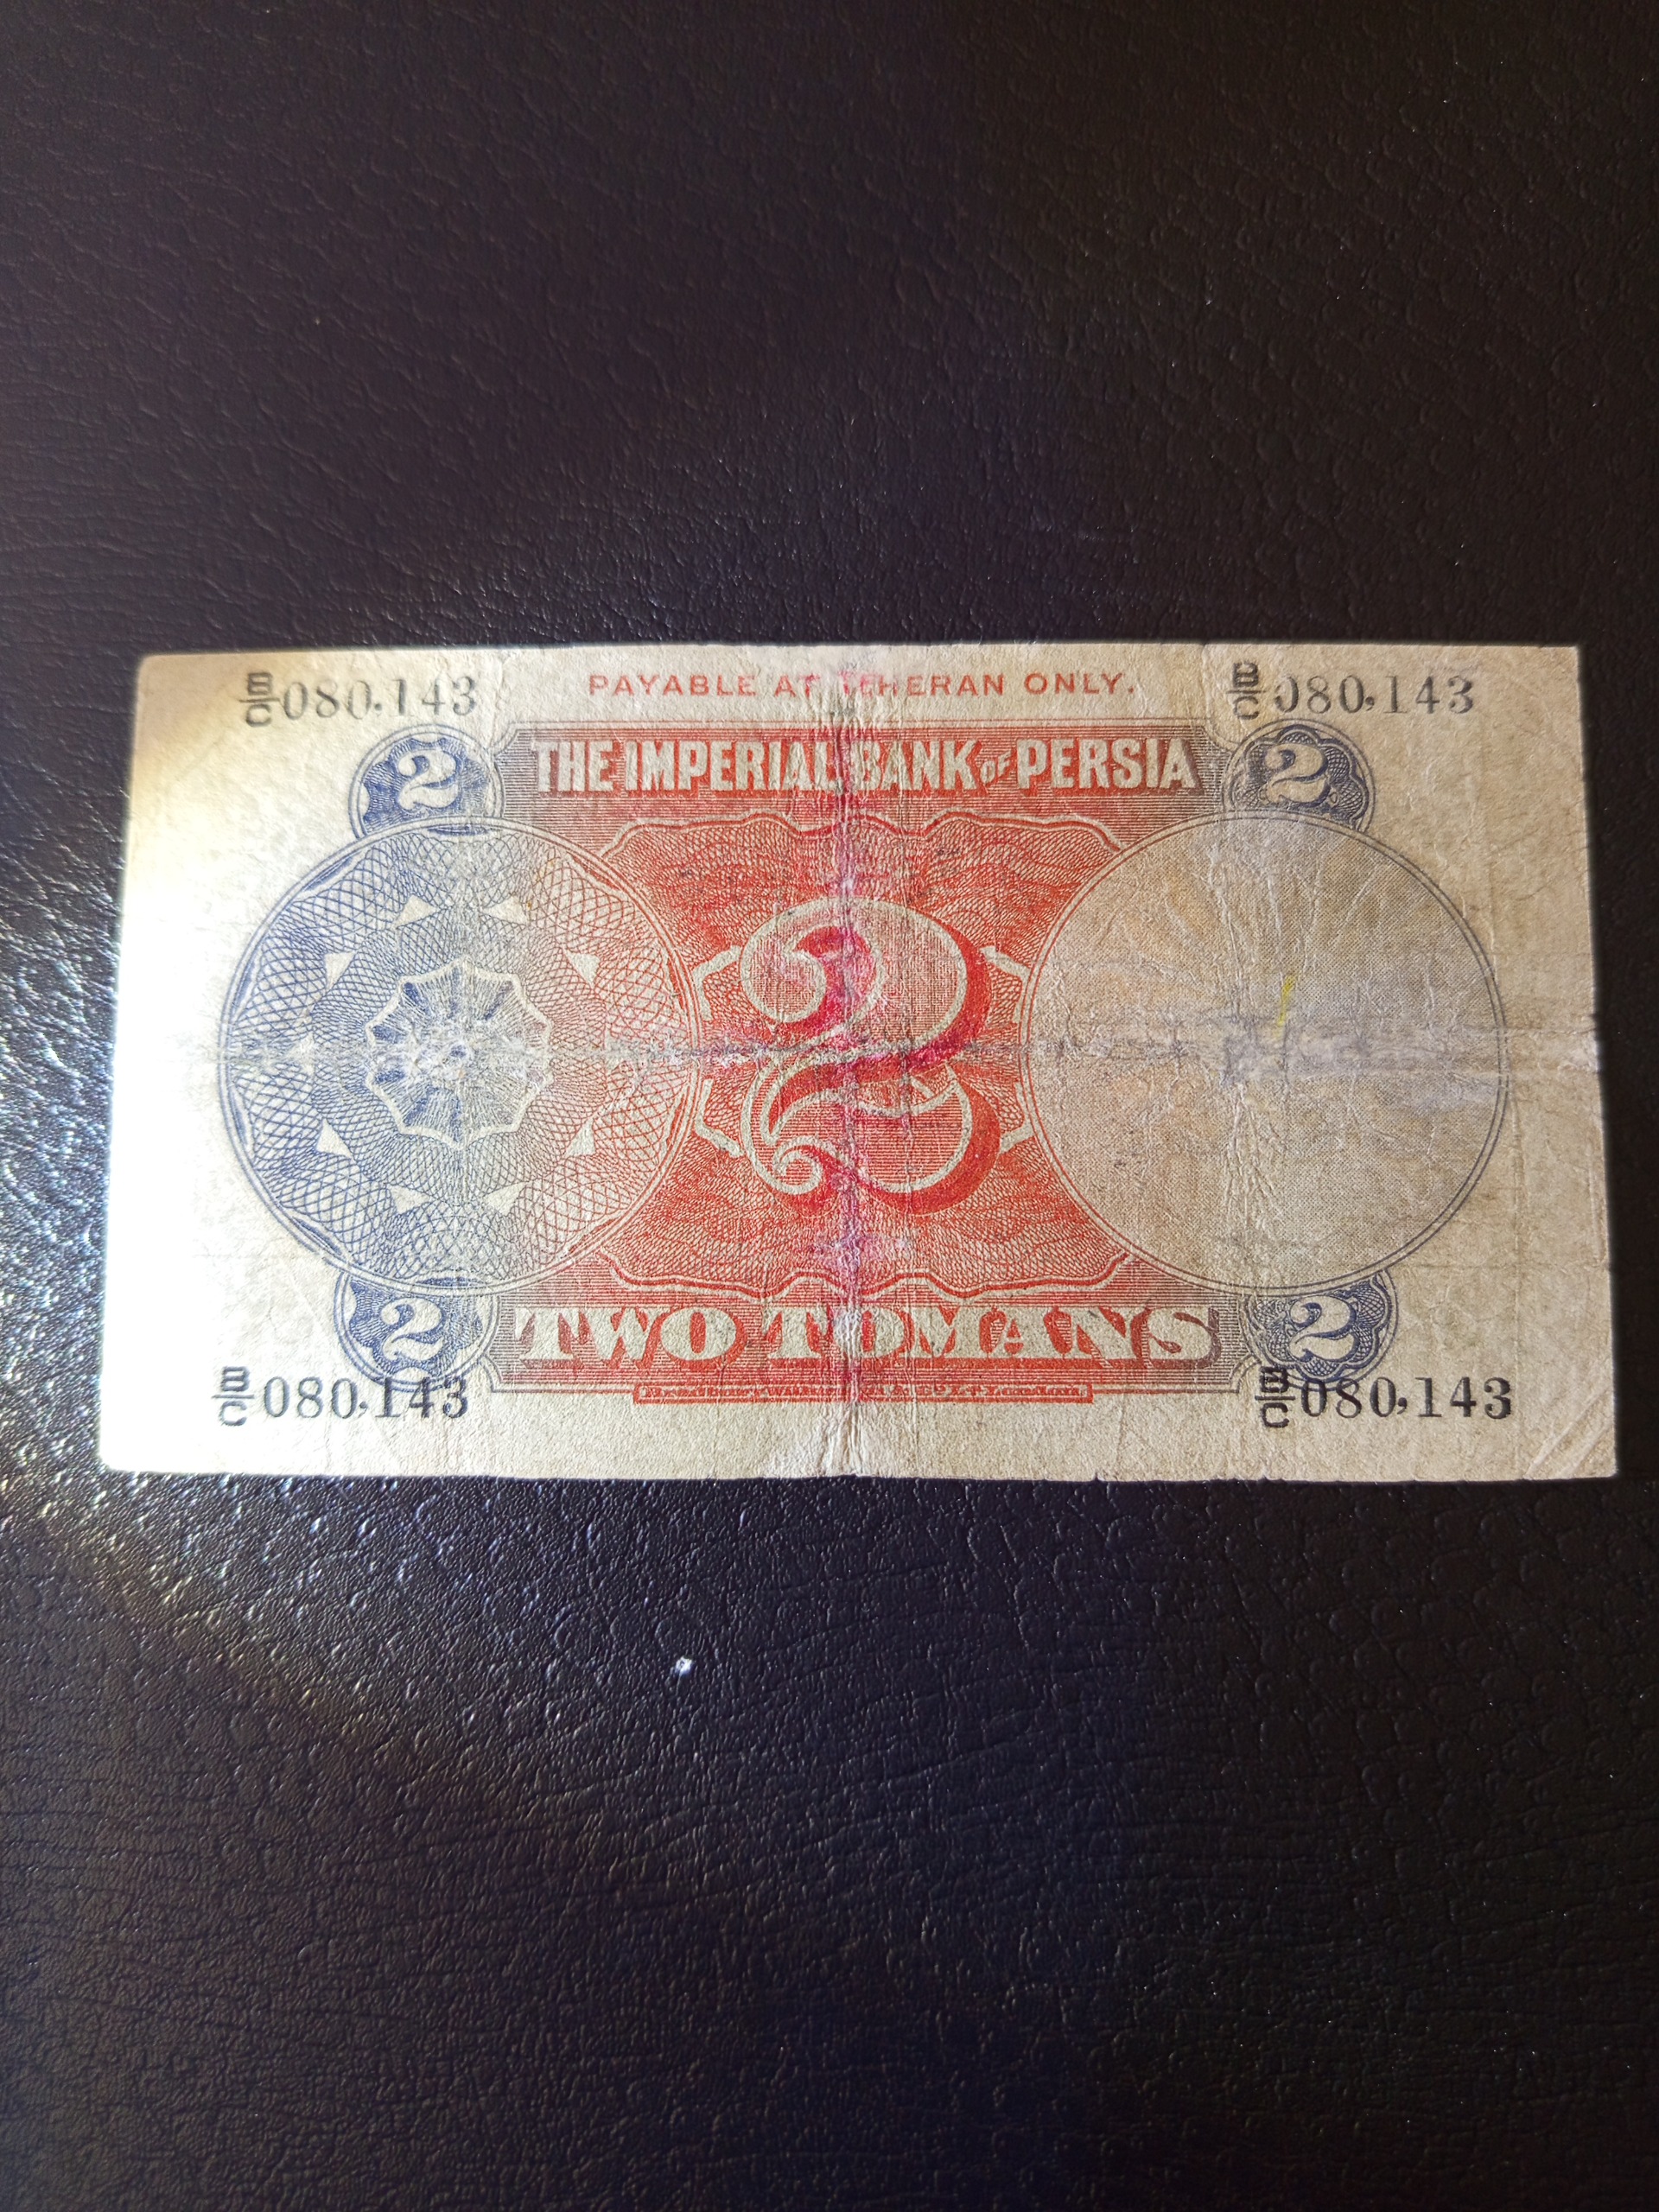 B/C 080,143 PAYABLE AT TEHERAN ONLY. B/C 080,143
2 2
THE IMPERIAL BANK OF PERSIA
2
TWO TOMANS
2 2
B/C 080,143 B/C 080,143